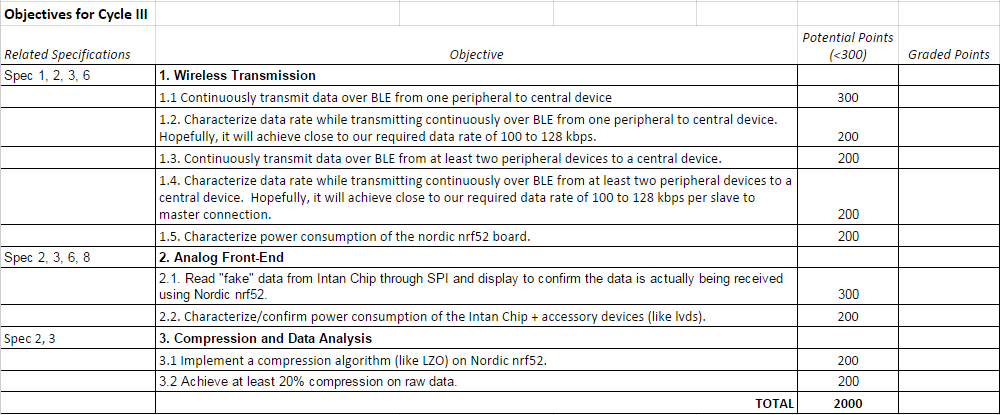 Objectives for Cycle III
Potential Points
Related Specifications Objective (<300) Graded Points
Spec 1, 2, 3, 6 1. Wireless Transmission
1.1 Continuously transmit data over BLE from one peripheral to central device 300
1.2. Characterize data rate while transmitting continuously over BLE from one peripheral to central device.
Hopefully, it will achieve close to our required data rate of 100 to 128 kbps. 200
1.3. Continuously transmit data over BLE from at least two peripheral devices to a central device. 200
1.4. Characterize data rate while transmitting continuously over BLE from at least two peripheral devices to a
central device.  Hopefully, it will achieve close to our required data rate of 100 to 128 kbps per slave to
master connection. 200
1.5. Characterize power consumption of the nordic nrf52 board. 200
Spec 2, 3, 6, 8 2. Analog Front-End
2.1. Read "fake" data from Intan Chip through SPI and display to confirm the data is actually being received
using Nordic nrf52. 300
2.2. Characterize/confirm power consumption of the Intan Chip + accessory devices (like lvds). 200
Spec 2, 3 3. Compression and Data Analysis
3.1 Implement a compression algorithm (like LZO) on Nordic nrf52. 200
3.2 Achieve at least 20% compression on raw data. 200
TOTAL 2000